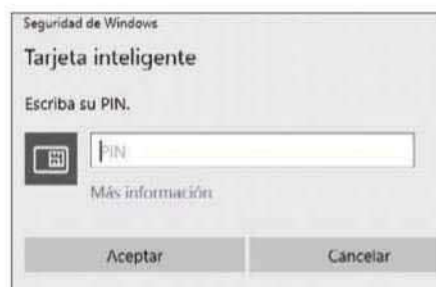 Seguridad de Windows
Tarjeta inteligente
Escriba su PIN.
PIN
Más información
Aceptar Cancelar